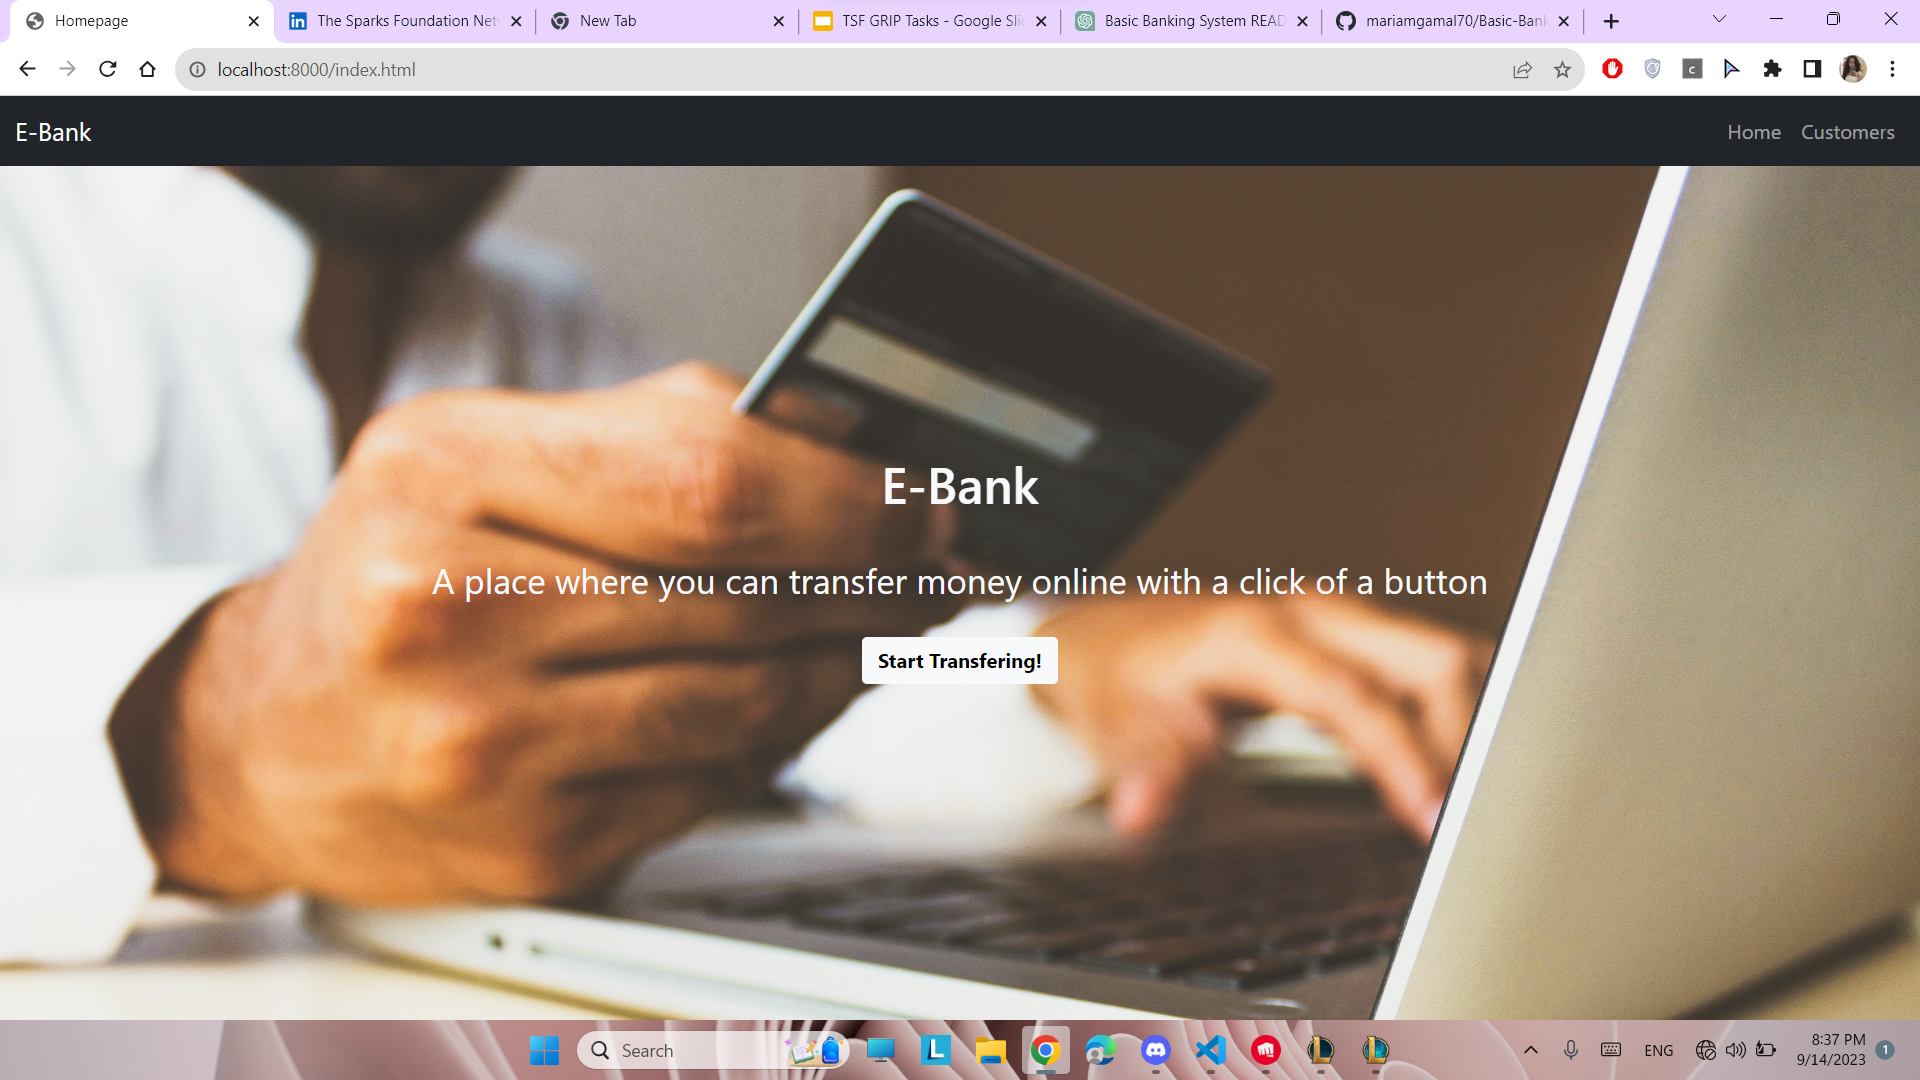 Homepage
The Sparks Foundation Net
New Tab
TSF GRIP Tasks - Google Sli
Basic Banking System READ
mariamgamal70/Basic-Bank
localhost:8000/index.html
E-Bank
Home
Customers
E-Bank
A place where you can transfer money online with a click of a button
Start Transfering!
Search
ENG
8:37 PM
9/14/2023
1